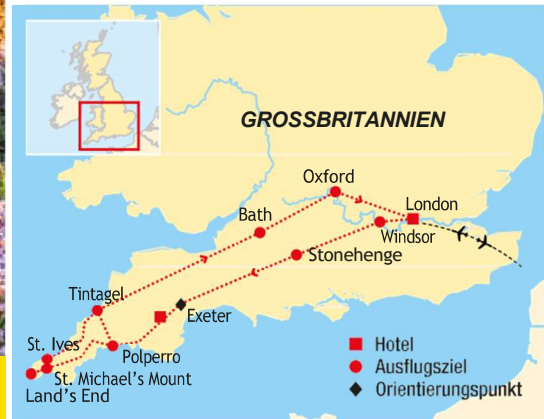 GROSSBRITANNIEN
Oxford
London
Bath
Windsor
Stonehenge
Tintagel
Exeter
St. Ives
Polperro
St. Michael's Mount
Land's End
Hotel
Ausflugsziel
Orientierungspunkt